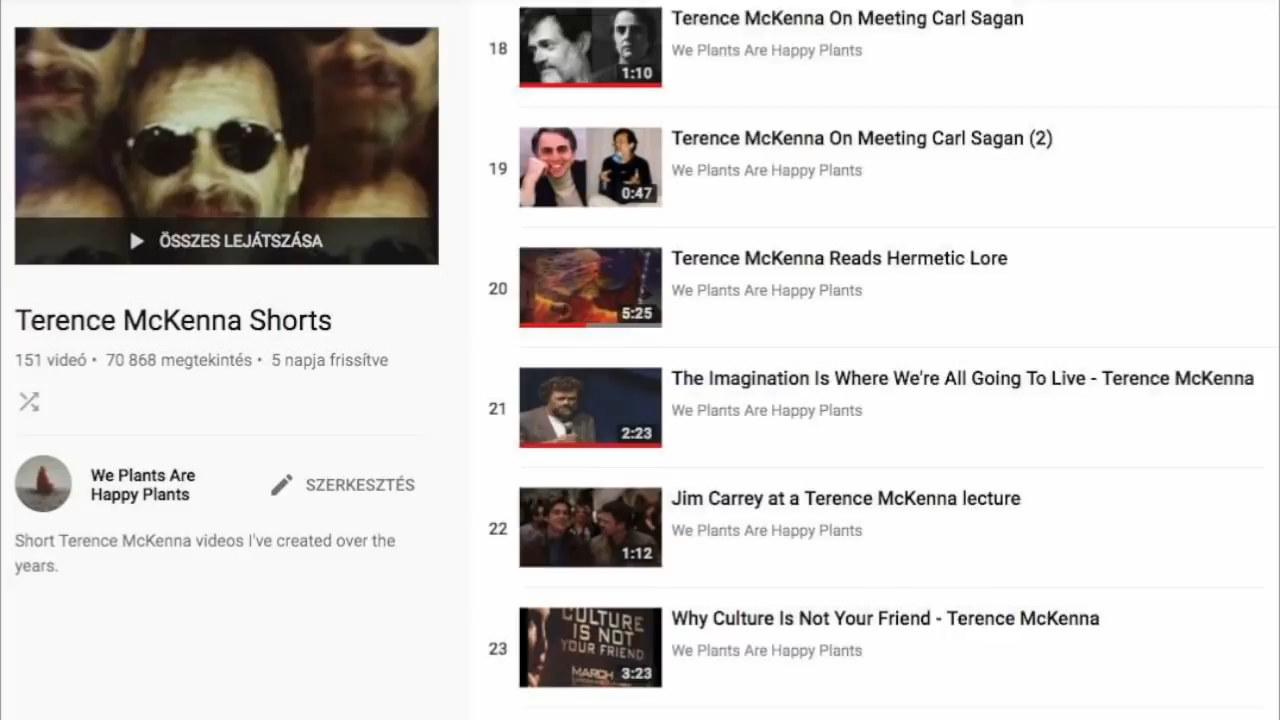 ÖSSZES LEJÁTSZÁSA
Terence McKenna Shorts
151 videó • 70 868 megtekintés • 5 napja frissítve
We Plants Are
Happy Plants
SZERKESZTÉS
Short Terence McKenna videos I've created over the
years.
18
1:10
Terence McKenna On Meeting Carl Sagan
We Plants Are Happy Plants
19
0:47
Terence McKenna On Meeting Carl Sagan (2)
We Plants Are Happy Plants
20
5:25
Terence McKenna Reads Hermetic Lore
We Plants Are Happy Plants
21
2:23
The Imagination Is Where We're All Going To Live - Terence McKenna
We Plants Are Happy Plants
22
1:12
Jim Carrey at a Terence McKenna lecture
We Plants Are Happy Plants
23
CULTURE
IS NOT
YOUR FRIEND
MARCH
3:23
Why Culture Is Not Your Friend - Terence McKenna
We Plants Are Happy Plants